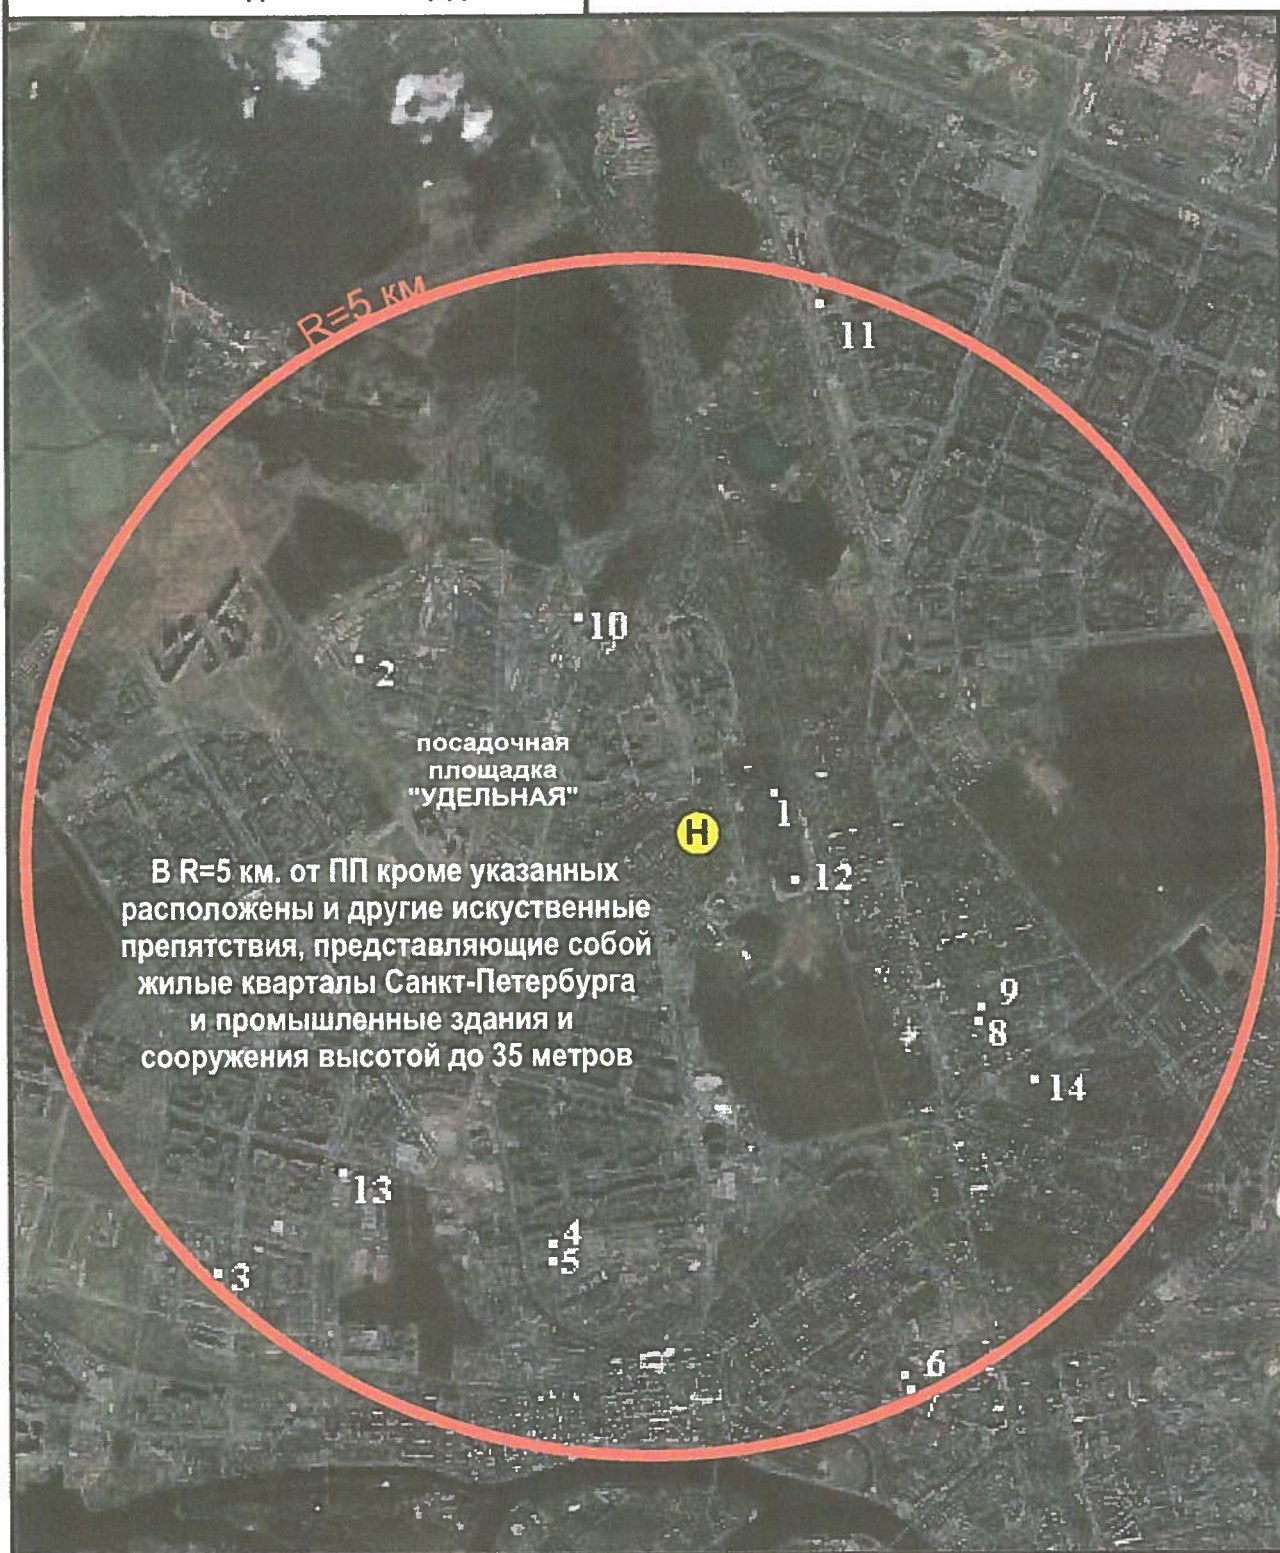 R=5 км
11
10
2
посадочная
площадка
"УДЕЛЬНАЯ"
1
H
12
В R=5 км. от ПП кроме указанных
расположены и другие искуственные
препятствия, представляющие собой
жилые кварталы Санкт-Петербурга
и промышленные здания и
сооружения высотой до 35 метров
9
8
14
13
4
5
3
6